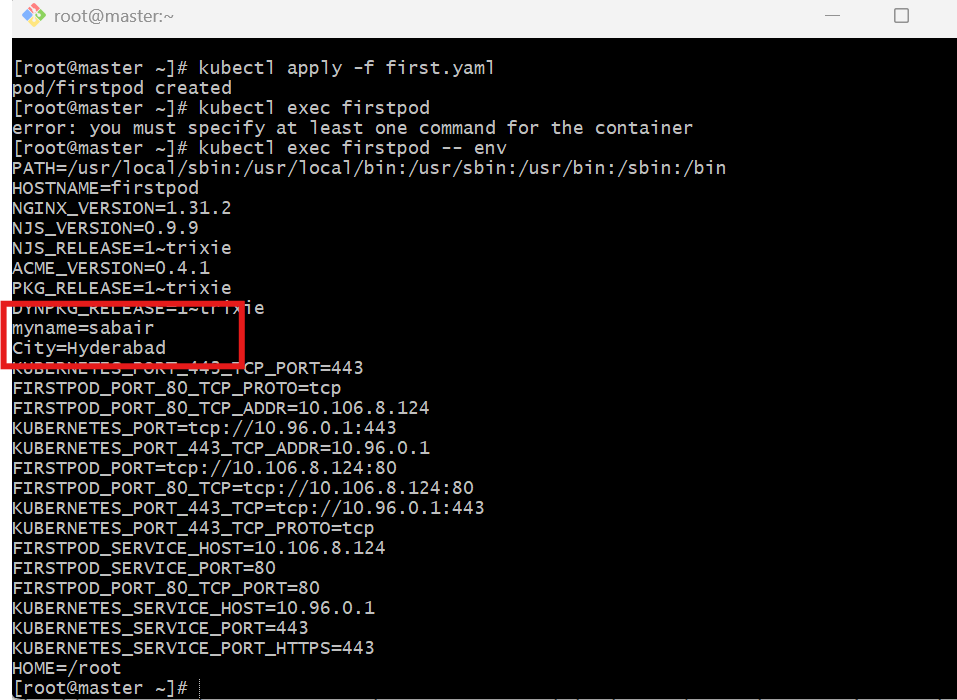 root@master:~
[root@master ~]# kubectl apply -f first.yaml
pod/firstpod created
[root@master ~]# kubectl exec firstpod
error: you must specify at least one command for the container
[root@master ~]# kubectl exec firstpod -- env
PATH=/usr/local/sbin:/usr/local/bin:/usr/sbin:/usr/bin:/sbin:/bin
HOSTNAME=firstpod
NGINX_VERSION=1.31.2
NJS_VERSION=0.9.9
NJS_RELEASE=1~trixie
ACME_VERSION=0.4.1
PKG_RELEASE=1~trixie
DYNPKG_RELEASE=1~trixie
myname=sabair
City=Hyderabad
KUBERNETES_PORT_443_TCP_PORT=443
FIRSTPOD_PORT_80_TCP_PROTO=tcp
FIRSTPOD_PORT_80_TCP_ADDR=10.106.8.124
KUBERNETES_PORT=tcp://10.96.0.1:443
KUBERNETES_PORT_443_TCP_ADDR=10.96.0.1
FIRSTPOD_PORT=tcp://10.106.8.124:80
FIRSTPOD_PORT_80_TCP=tcp://10.106.8.124:80
KUBERNETES_PORT_443_TCP=tcp://10.96.0.1:443
KUBERNETES_PORT_443_TCP_PROTO=tcp
FIRSTPOD_SERVICE_HOST=10.106.8.124
FIRSTPOD_SERVICE_PORT=80
FIRSTPOD_PORT_80_TCP_PORT=80
KUBERNETES_SERVICE_HOST=10.96.0.1
KUBERNETES_SERVICE_PORT=443
KUBERNETES_SERVICE_PORT_HTTPS=443
HOME=/root
[root@master ~]#